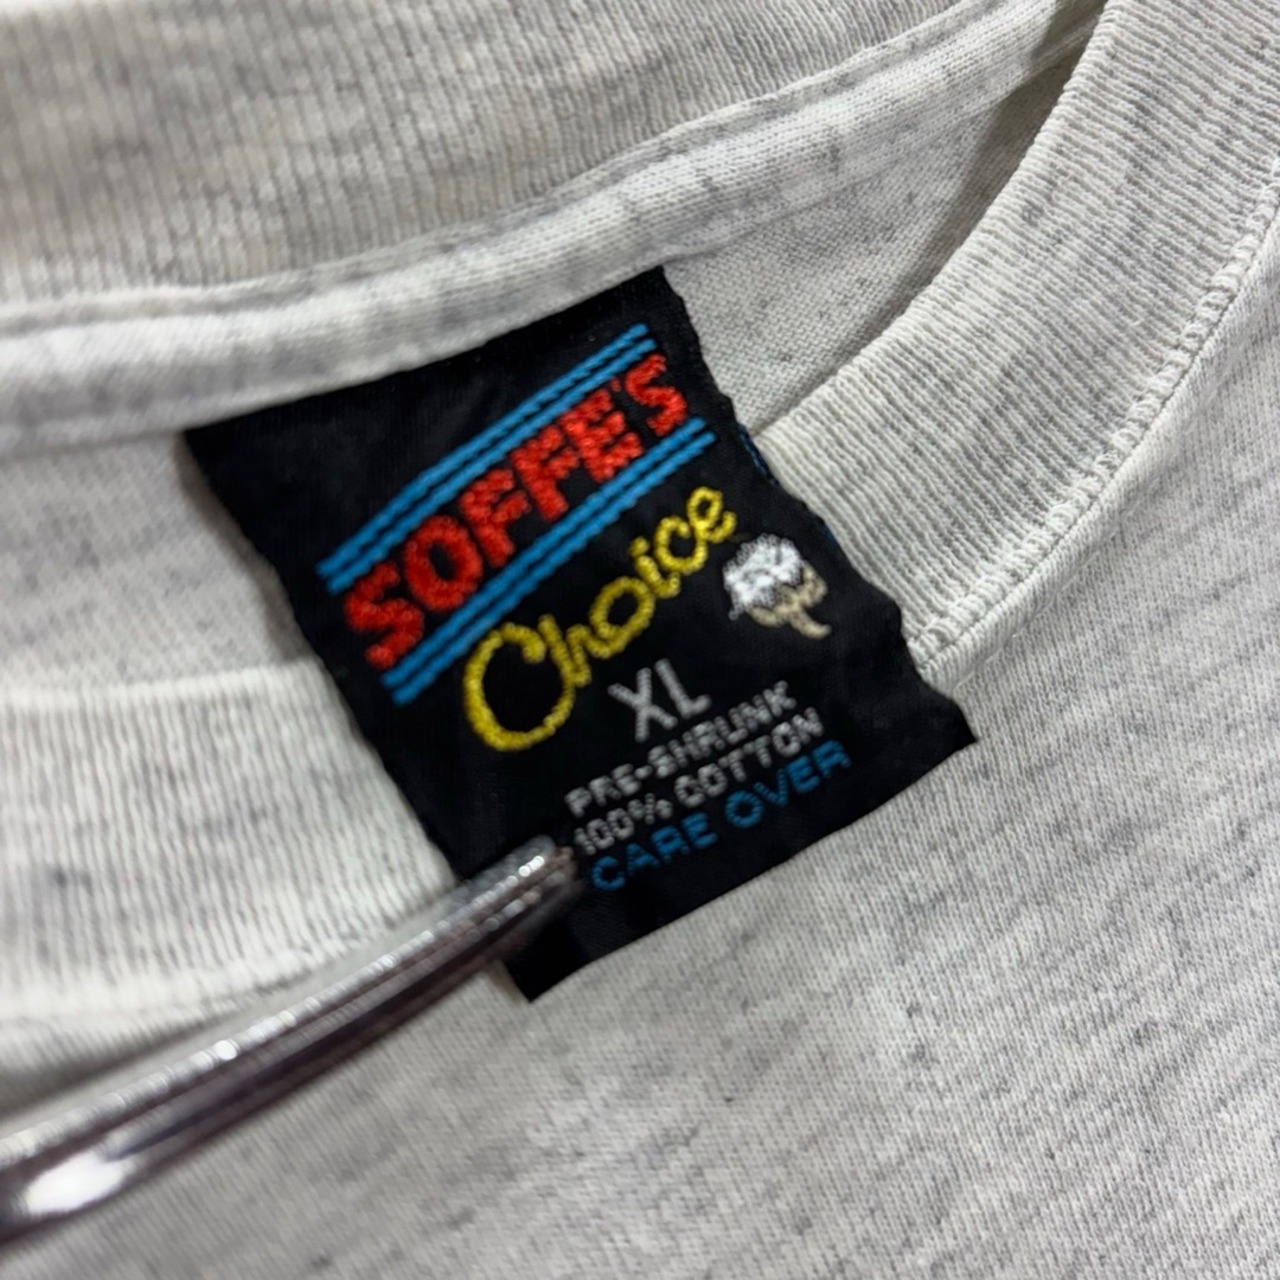 SOFFE'S
Choice
XL
PRE-SHRUNK
100% COTTON
CARE OVER